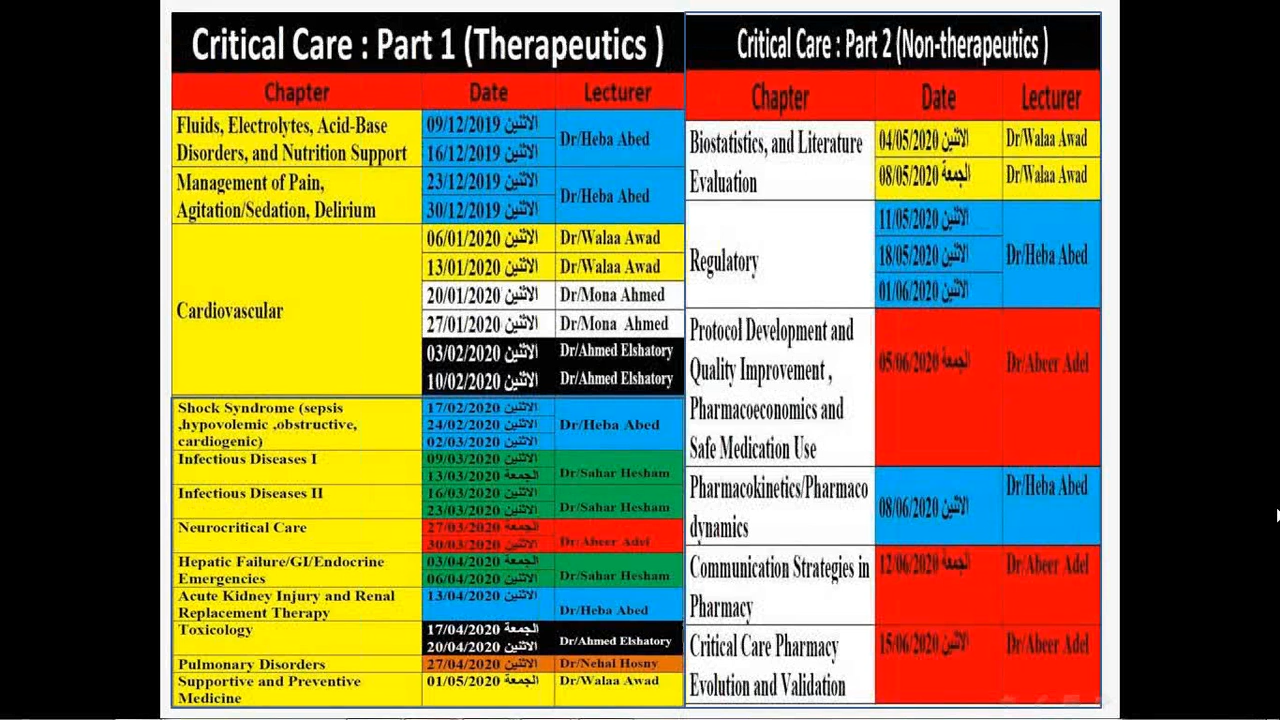 Critical Care : Part 1 (Therapeutics )
Chapter Date Lecturer
Fluids, Electrolytes, Acid-Base 09/12/2019 الاثنين Dr/Heba Abed
Disorders, and Nutrition Support 16/12/2019 الاثنين
Management of Pain, 23/12/2019 الاثنين Dr/Heba Abed
Agitation/Sedation, Delirium 30/12/2019 الاثنين
Cardiovascular
06/01/2020 الاثنين Dr/Walaa Awad
13/01/2020 الاثنين Dr/Walaa Awad
20/01/2020 الاثنين Dr/Mona Ahmed
27/01/2020 الاثنين Dr/Mona Ahmed
03/02/2020 الاثنين Dr/Ahmed Elshatory
10/02/2020 الاثنين Dr/Ahmed Elshatory
Shock Syndrome (sepsis 17/02/2020 الاثنين
,hypovolemic ,obstructive, 24/02/2020 الاثنين Dr/Heba Abed
cardiogenic) 02/03/2020 الاثنين
Infectious Diseases I 09/03/2020 الاثنين
13/03/2020 الجمعة Dr/Sahar Hesham
Infectious Diseases II 16/03/2020 الاثنين
23/03/2020 الاثنين Dr/Sahar Hesham
Neurocritical Care 27/03/2020 الجمعة
30/03/2020 الاثنين Dr/Abeer Adel
Hepatic Failure/GI/Endocrine 03/04/2020 الجمعة
Emergencies 06/04/2020 الاثنين Dr/Sahar Hesham
Acute Kidney Injury and Renal 13/04/2020 الاثنين
Replacement Therapy Dr/Heba Abed
Toxicology 17/04/2020 الجمعة
20/04/2020 الاثنين Dr/Ahmed Elshatory
Pulmonary Disorders 27/04/2020 الاثنين Dr/Nehal Hosny
Supportive and Preventive 01/05/2020 الجمعة Dr/Walaa Awad
Medicine
Critical Care : Part 2 (Non-therapeutics )
Chapter Date Lecturer
Biostatistics, and Literature 04/05/2020 الاثنين Dr/Walaa Awad
Evaluation 08/05/2020 الجمعة Dr/Walaa Awad
11/05/2020 الاثنين
Regulatory 18/05/2020 الاثنين Dr/Heba Abed
01/06/2020 الاثنين
Protocol Development and
Quality Improvement , 05/06/2020 الجمعة Dr/Abeer Adel
Pharmacoeconomics and
Safe Medication Use
Pharmacokinetics/Pharmaco 08/06/2020 الاثنين Dr/Heba Abed
dynamics
Communication Strategies in 12/06/2020 الجمعة Dr/Abeer Adel
Pharmacy
Critical Care Pharmacy 15/06/2020 الاثنين Dr/Abeer Adel
Evolution and Validation